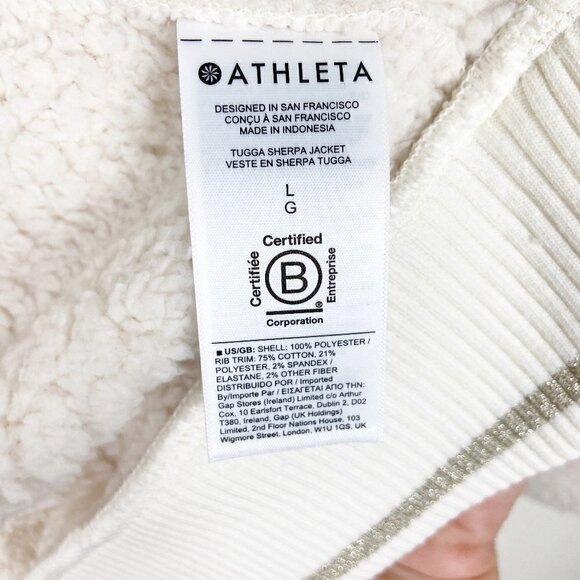 ATHLETA
DESIGNED IN SAN FRANCISCO
CONÇU À SAN FRANCISCO
MADE IN INDONESIA
TUGGA SHERPA JACKET
VESTE EN SHERPA TUGGA
L
G
Certified
Certifiée
B
Entreprise
®
Corporation
■ US/GB: SHELL: 100% POLYESTER /
RIB TRIM: 75% COTTON, 21%
POLYESTER, 2% SPANDEX /
ELASTANE, 2% OTHER FIBER
DISTRIBUIDO POR / Imported
By/Importe Par / ΕΙΣΑΓΕΤΑΙ ΑΠΟ ΤΗΝ:
Gap Stores (Ireland) Limited c/o Arthur
Cox, 10 Earlsfort Terrace, Dublin 2, D02
T380, Ireland, Gap (UK Holdings)
Limited, 2nd Floor Nations House, 103
Wigmore Street, London, W1U 1QS, UK